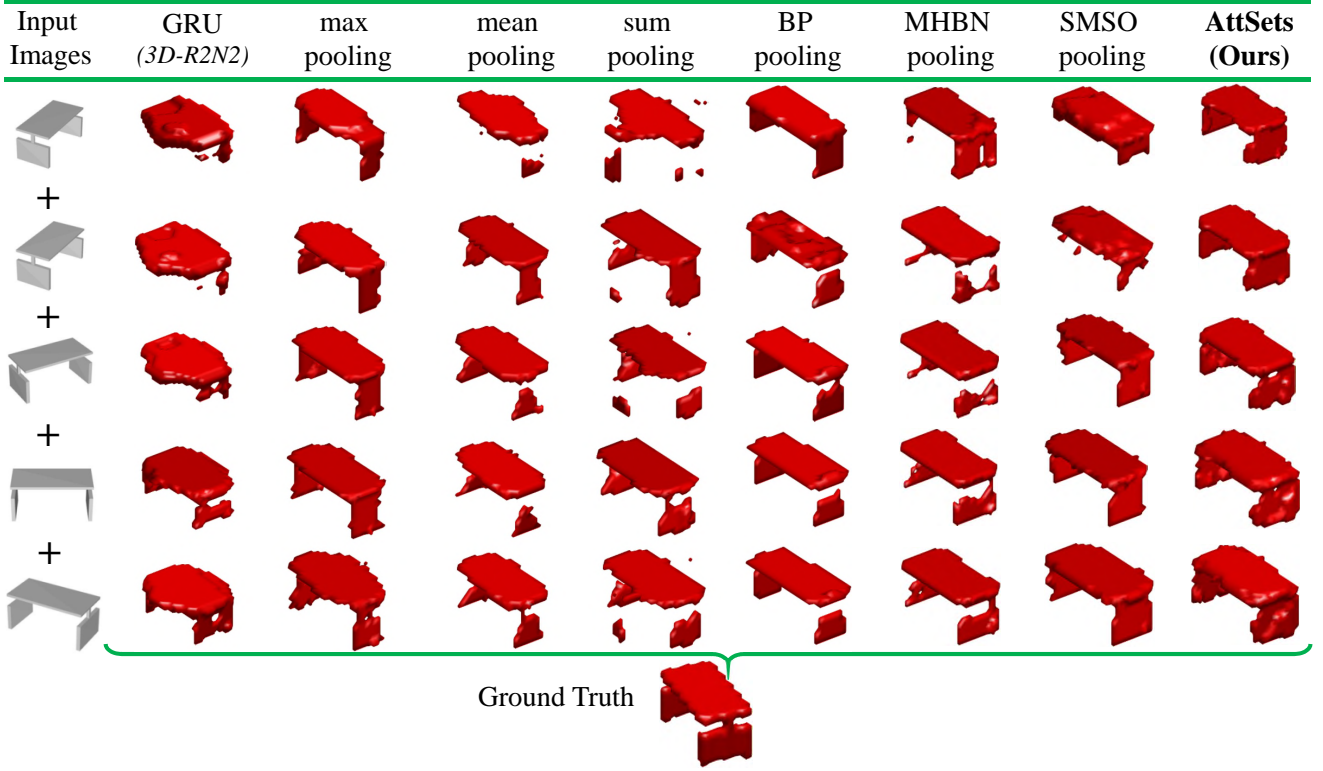 Input Images
GRU (3D-R2N2)
max pooling
mean pooling
sum pooling
BP pooling
MHBN pooling
SMSO pooling
AttSets (Ours)
+
+
+
+
Ground Truth